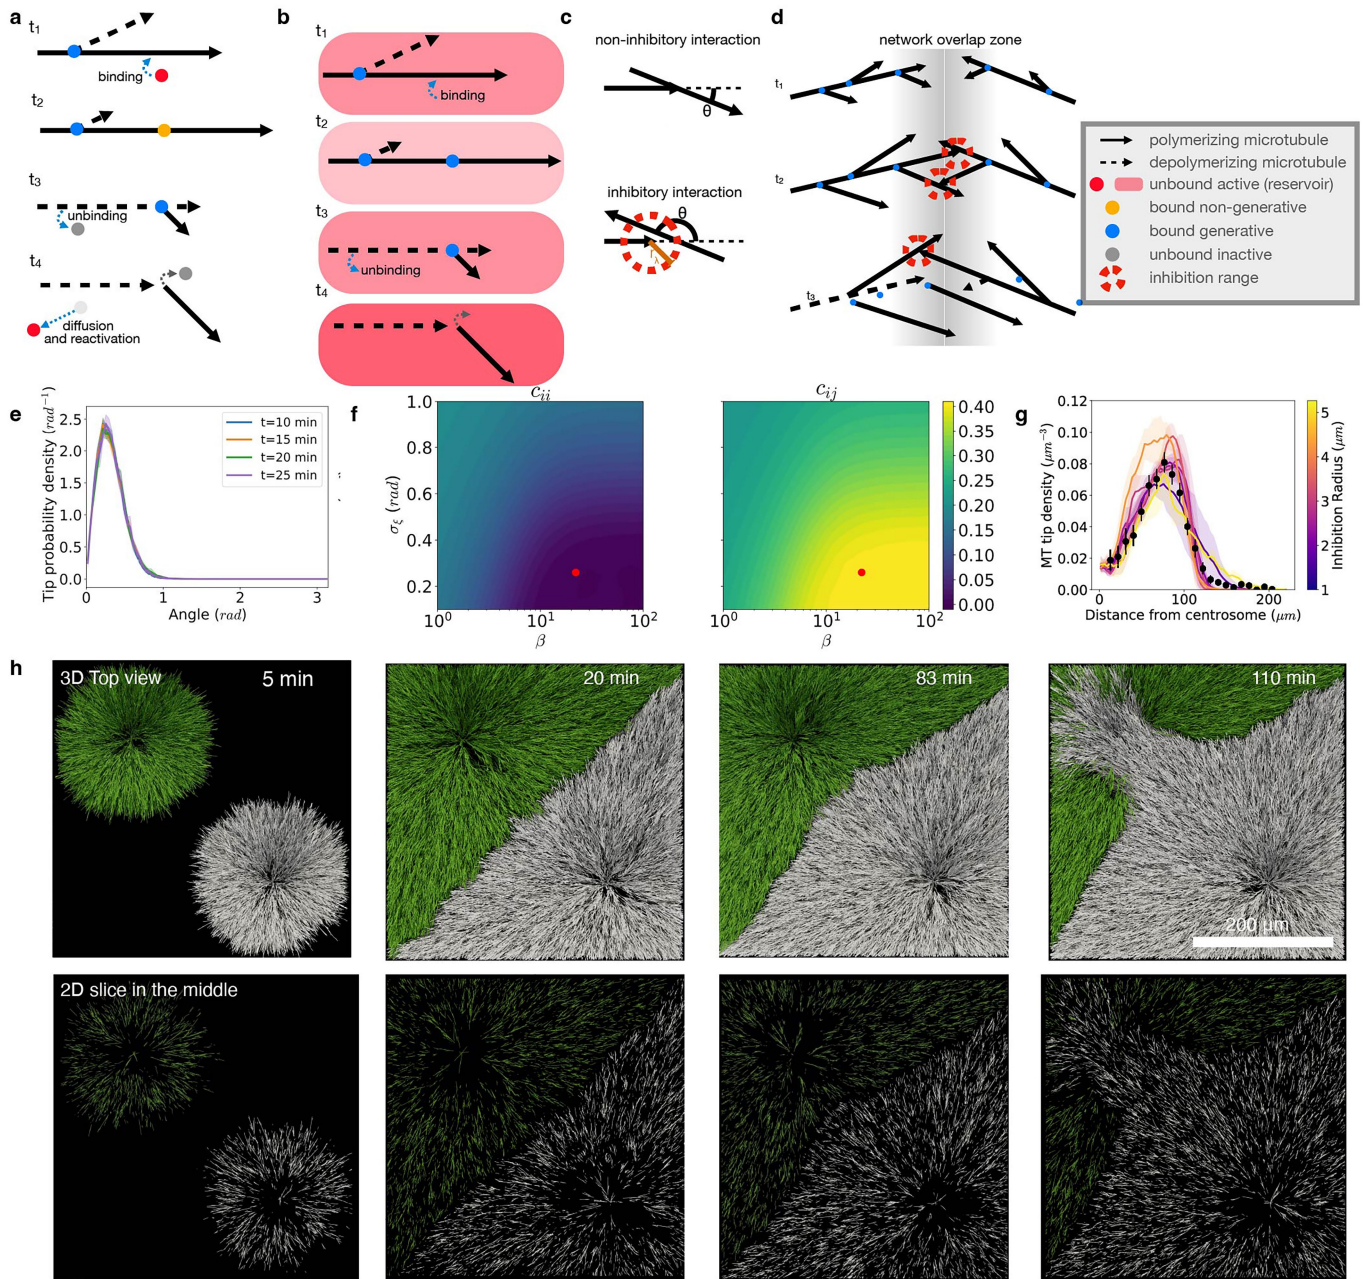 a
t1
binding
t2
t3
unbinding
t4
diffusion
and reactivation
b
t1
binding
t2
t3
unbinding
t4
c
non-inhibitory interaction
θ
inhibitory interaction
θ
λ
d
network overlap zone
t1
t2
t3
polymerizing microtubule
depolymerizing microtubule
unbound active (reservoir)
bound non-generative
bound generative
unbound inactive
inhibition range
e
Tip probability density (rad⁻¹)
2.5
2.0
1.5
1.0
0.5
0.0
0 1 2 3
Angle (rad)
t=10 min
t=15 min
t=20 min
t=25 min
f
c_ii
σ_ξ (rad)
1.0
0.8
0.6
0.4
0.2
10⁰ 10¹ 10²
β
c_ij
10⁰ 10¹ 10²
β
0.40
0.35
0.30
0.25
0.20
0.15
0.10
0.05
0.00
g
MT tip density (μm⁻³)
0.12
0.10
0.08
0.06
0.04
0.02
0.00
0 100 200
Distance from centrosome (μm)
5
4
3
2
1
Inhibition Radius (μm)
h
3D Top view
5 min
20 min
83 min
110 min
200 μm
2D slice in the middle